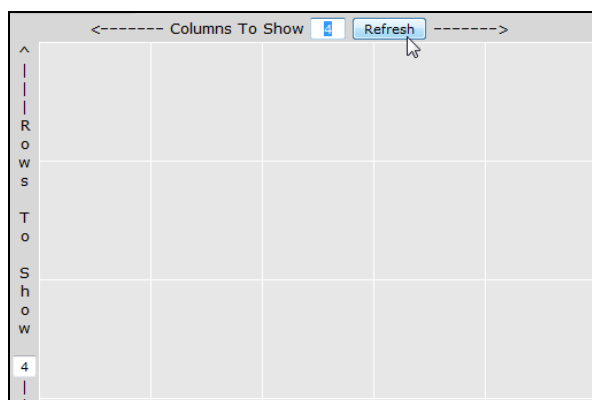 <------- Columns To Show 4 Refresh ------->
^
|
|
|
R
o
w
s
T
o
S
h
o
w
4
|